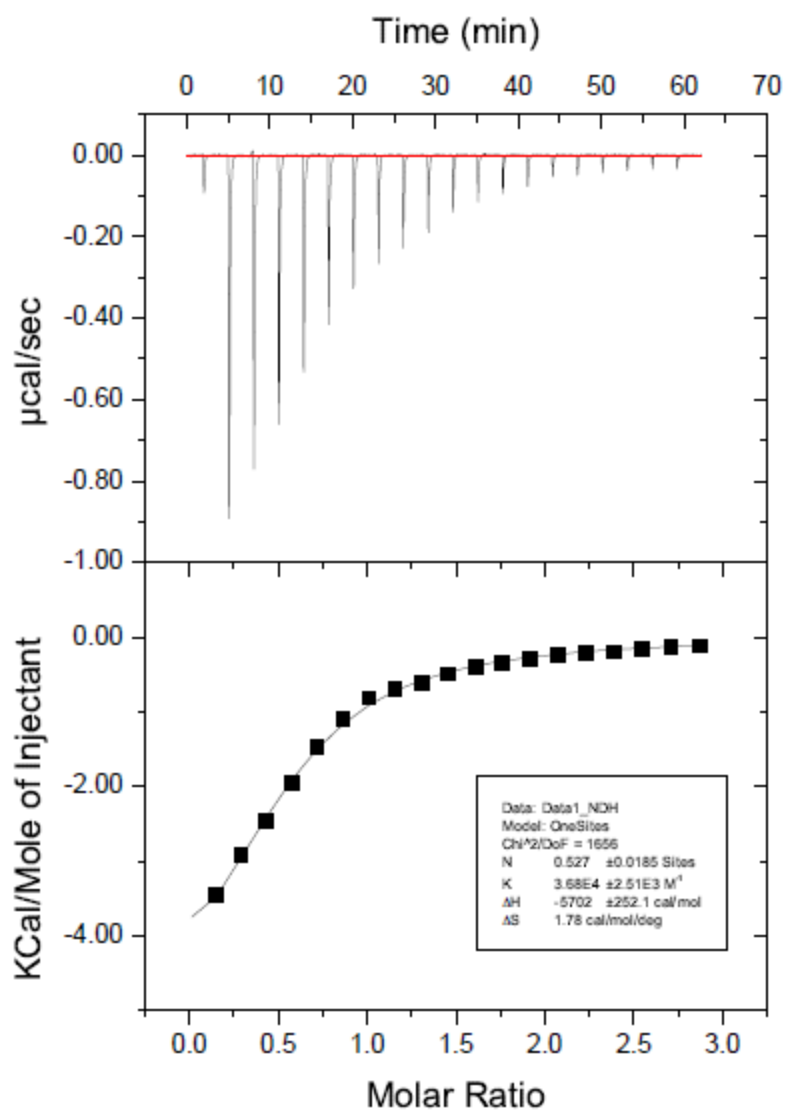 Time (min)
0 10 20 30 40 50 60 70
0.00
-0.20
-0.40
-0.60
-0.80
-1.00
µcal/sec
0.00
-2.00
-4.00
KCal/Mole of Injectant
Data: Data1_NDH
Model: OneSites
Chi^2/DoF = 1656
N 0.527 ±0.0185 Sites
K 3.68E4 ±2.51E3 M⁻¹
ΔH -5702 ±252.1 cal/mol
ΔS 1.78 cal/mol/deg
0.0 0.5 1.0 1.5 2.0 2.5 3.0
Molar Ratio